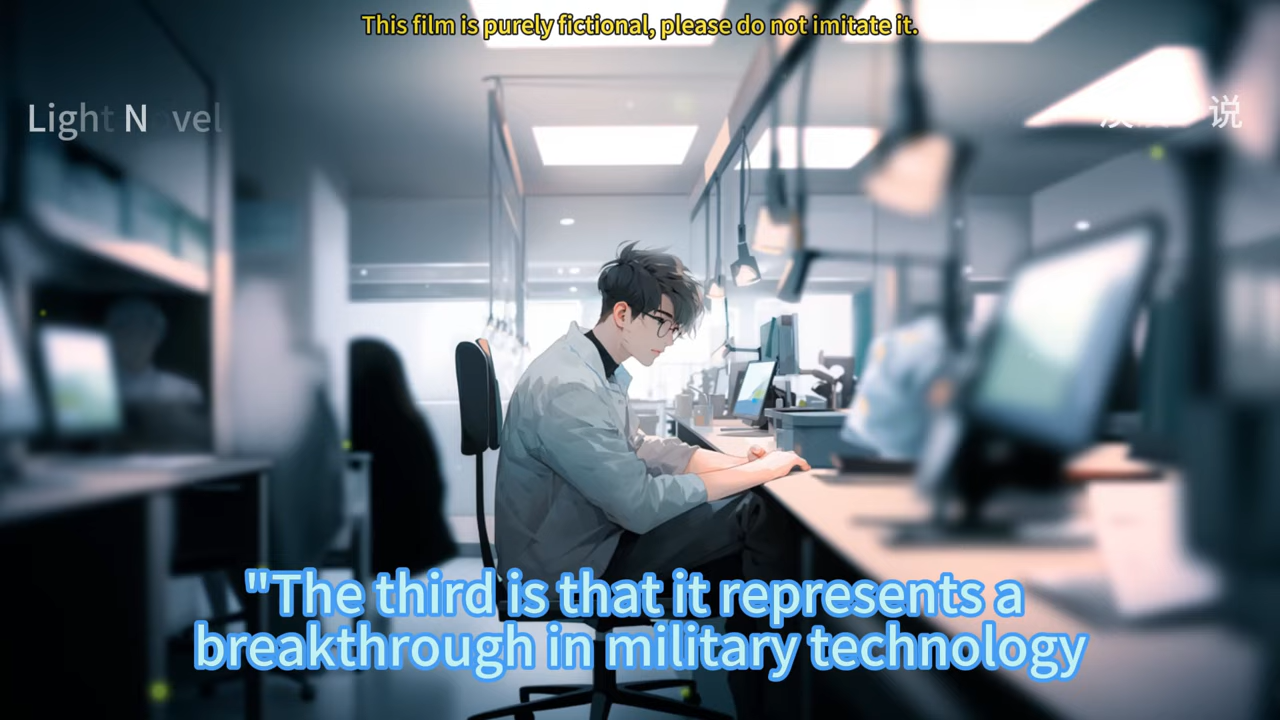 This film is purely fictional, please do not imitate it.
Light N vel
说
"The third is that it represents a
breakthrough in military technology